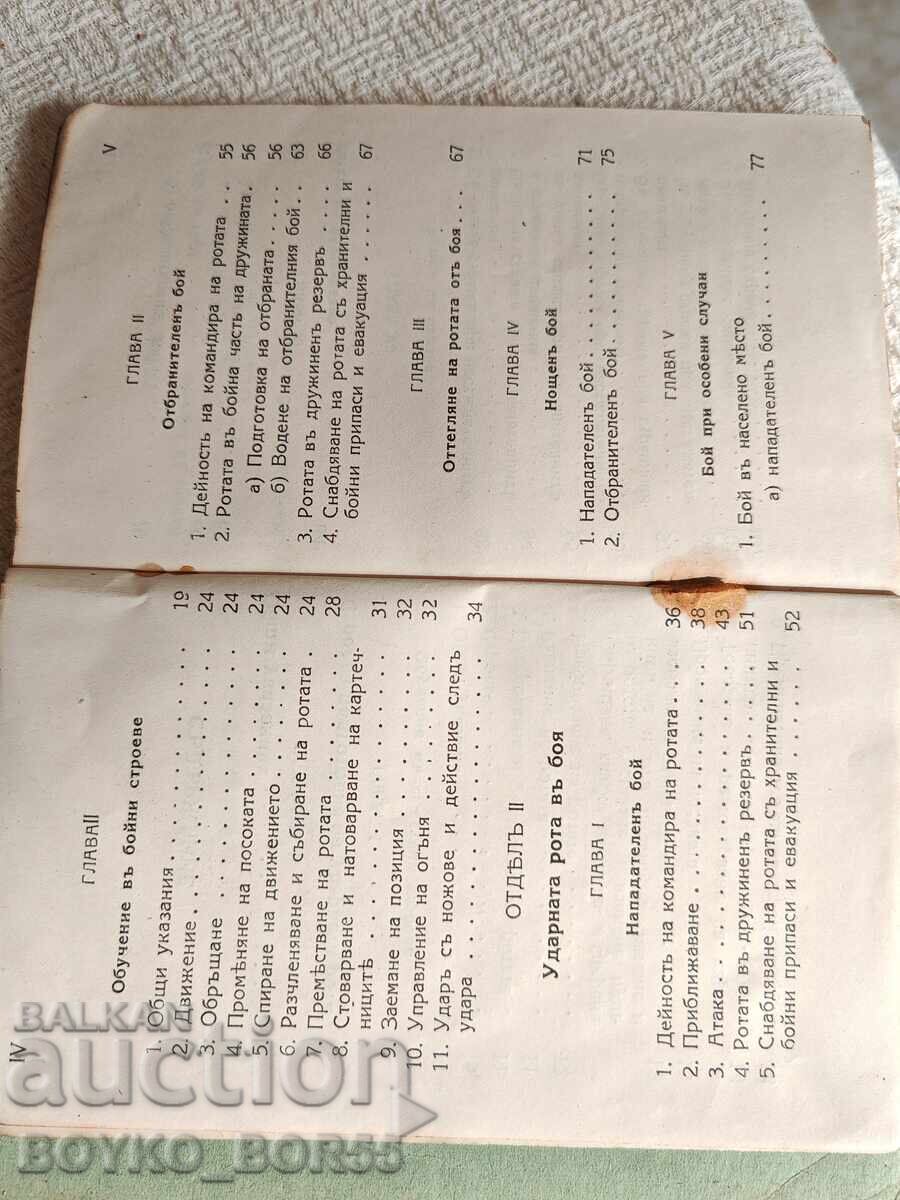 IV
ГЛАВА II
Обучение въ бойни строеве
1. Общи указания . . . . . . . . . . . 19
2. Движение . . . . . . . . . . . . . 24
3. Обръщане . . . . . . . . . . . . . 24
4. Промѣняне на посоката . . . . . . . 24
5. Спиране на движението . . . . . . . 24
6. Разчленяване и събиране на ротата . 24
7. Премѣстване на ротата . . . . . . . 28
8. Стоварване и натоварване на картеч-
ницитѣ . . . . . . . . . . . . . . 31
9. Заемане на позиция . . . . . . . . 32
10. Управление на огъня . . . . . . . . 32
11. Ударъ съ ножове и действие следъ
удара . . . . . . . . . . . . . . 34
ОТДѢЛЪ II
Ударната рота въ боя
ГЛАВА I
Нападателенъ бой
1. Дейность на командира на ротата . . . 36
2. Приближаване . . . . . . . . . . . 38
3. Атака . . . . . . . . . . . . . . 43
4. Ротата въ дружиненъ резервъ . . . . 51
5. Снабдяване на ротата съ хранителни и
бойни припаси и евакуация . . . . . 52
V
ГЛАВА II
Отбранителенъ бой
1. Дейность на командира на ротата . . 55
2. Ротата въ бойна часть на дружината . 56
а) Подготовка на отбраната . . . . . 56
б) Водене на отбранителния бой . . 63
3. Ротата въ дружиненъ резервъ . . . . 66
4. Снабдяване на ротата съ хранителни и
бойни припаси и евакуация . . . . . . 67
ГЛАВА III
Оттегляне на ротата отъ боя . . . 67
ГЛАВА IV
Нощенъ бой
1. Нападателенъ бой . . . . . . . . . . . 71
2. Отбранителенъ бой . . . . . . . . . . 75
ГЛАВА V
Бой при особени случаи
1. Бой въ населено мѣсто
а) нападателенъ бой . . . . . . . . . 77
BALKAN
auction
BOYKO_BOR55